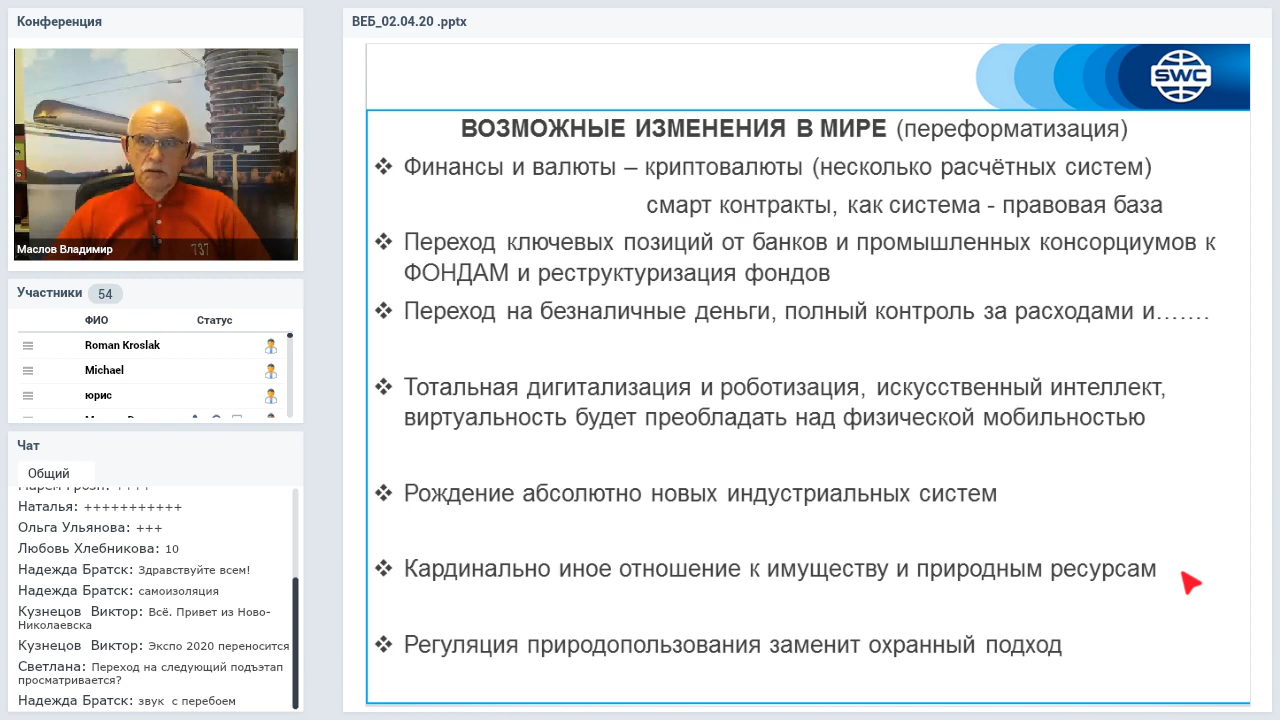 Конференция
Маслов Владимир
737
Участники 54
ФИО Статус
Roman Kroslak
Michael
юрис
Чат
Общий
Наталья: +++++++++++
Ольга Ульянова: +++
Любовь Хлебникова: 10
Надежда Братск: Здравствуйте всем!
Надежда Братск: самоизоляция
Кузнецов Виктор: Всё. Привет из Ново-
Николаевска
Кузнецов Виктор: Экспо 2020 переносится
Светлана: Переход на следующий подъэтап
просматривается?
Надежда Братск: звук с перебоем
ВЕБ_02.04.20 .pptx
SWC
ВОЗМОЖНЫЕ ИЗМЕНЕНИЯ В МИРЕ (переформатизация)
❖ Финансы и валюты – криптовалюты (несколько расчётных систем)
смарт контракты, как система - правовая база
❖ Переход ключевых позиций от банков и промышленных консорциумов к
ФОНДАМ и реструктуризация фондов
❖ Переход на безналичные деньги, полный контроль за расходами и…….
❖ Тотальная дигитализация и роботизация, искусственный интеллект,
виртуальность будет преобладать над физической мобильностью
❖ Рождение абсолютно новых индустриальных систем
❖ Кардинально иное отношение к имуществу и природным ресурсам
❖ Регуляция природопользования заменит охранный подход